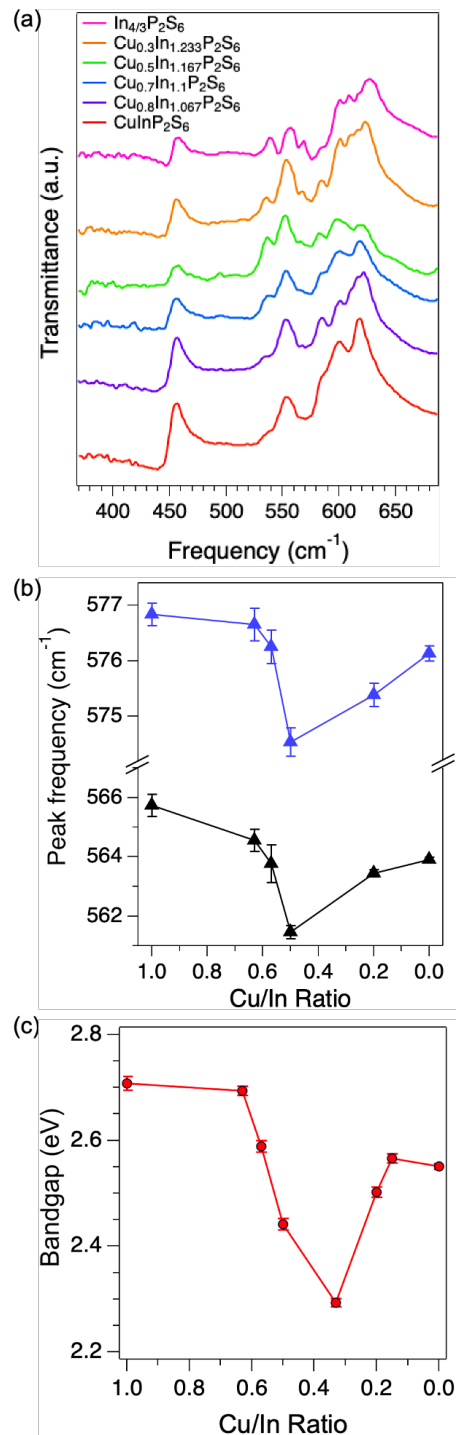 (a)
In4/3P2S6
Cu0.3In1.233P2S6
Cu0.5In1.167P2S6
Cu0.7In1.1P2S6
Cu0.8In1.067P2S6
CuInP2S6
Transmittance (a.u.)
400 450 500 550 600 650
Frequency (cm-1)
(b)
577
576
575
566
564
562
Peak frequency (cm-1)
1.0 0.8 0.6 0.4 0.2 0.0
Cu/In Ratio
(c)
2.8
2.6
2.4
2.2
Bandgap (eV)
1.0 0.8 0.6 0.4 0.2 0.0
Cu/In Ratio